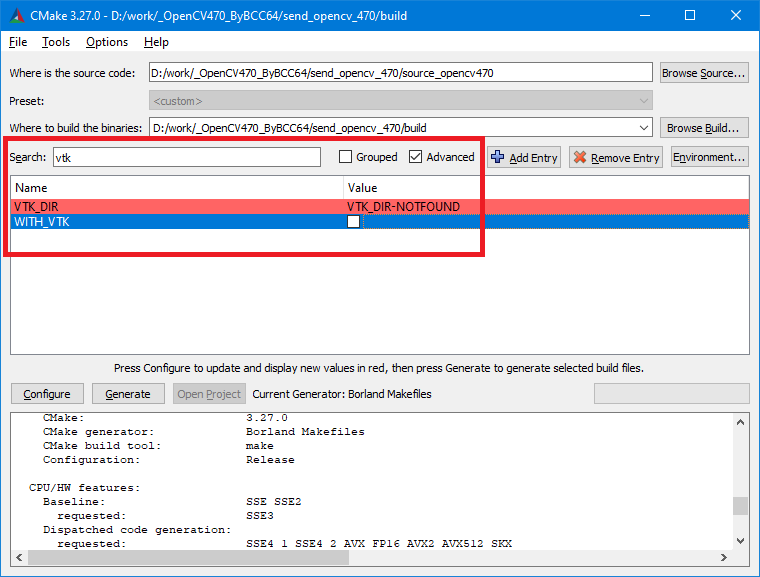 CMake 3.27.0 - D:/work/_OpenCV470_ByBCC64/send_opencv_470/build
File Tools Options Help
Where is the source code: D:/work/_OpenCV470_ByBCC64/send_opencv_470/source_opencv470 Browse Source...
Preset: <custom>
Where to build the binaries: D:/work/_OpenCV470_ByBCC64/send_opencv_470/build Browse Build...
Search: vtk Grouped Advanced Add Entry Remove Entry Environment...
Name Value
VTK_DIR VTK_DIR-NOTFOUND
WITH_VTK
Press Configure to update and display new values in red, then press Generate to generate selected build files.
Configure Generate Open Project Current Generator: Borland Makefiles
CMake: 3.27.0
CMake generator: Borland Makefiles
CMake build tool: make
Configuration: Release
CPU/HW features:
Baseline: SSE SSE2
requested: SSE3
Dispatched code generation:
requested: SSE4_1 SSE4_2 AVX FP16 AVX2 AVX512_SKX